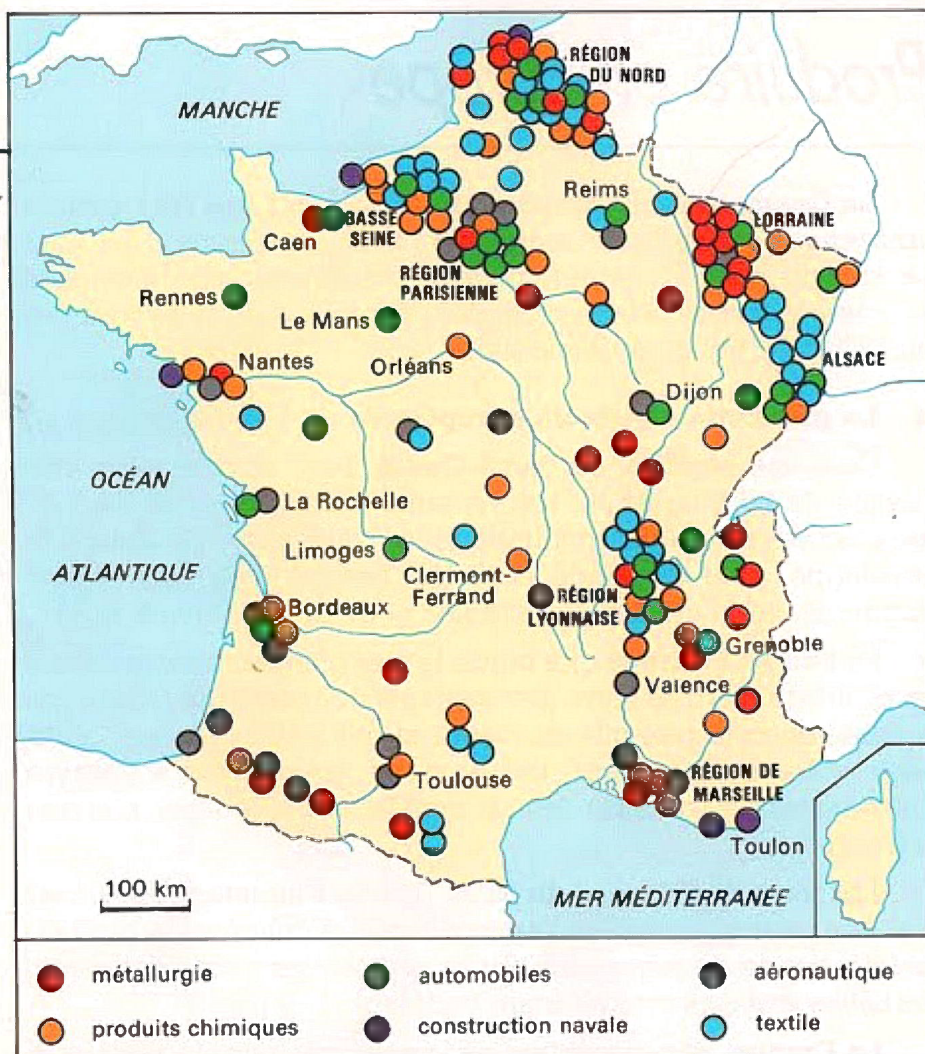 MANCHE
RÉGION
DU NORD
Reims
LORRAINE
BASSE
SEINE
Caen
RÉGION
PARISIENNE
Rennes
Le Mans
Orléans
Nantes
ALSACE
Dijon
OCÉAN
ATLANTIQUE
La Rochelle
Limoges
Clermont-
Ferrand
RÉGION
LYONNAISE
Bordeaux
Grenoble
Valence
Toulouse
RÉGION DE
MARSEILLE
Toulon
100 km
MER MÉDITERRANÉE
métallurgie
automobiles
aéronautique
produits chimiques
construction navale
textile